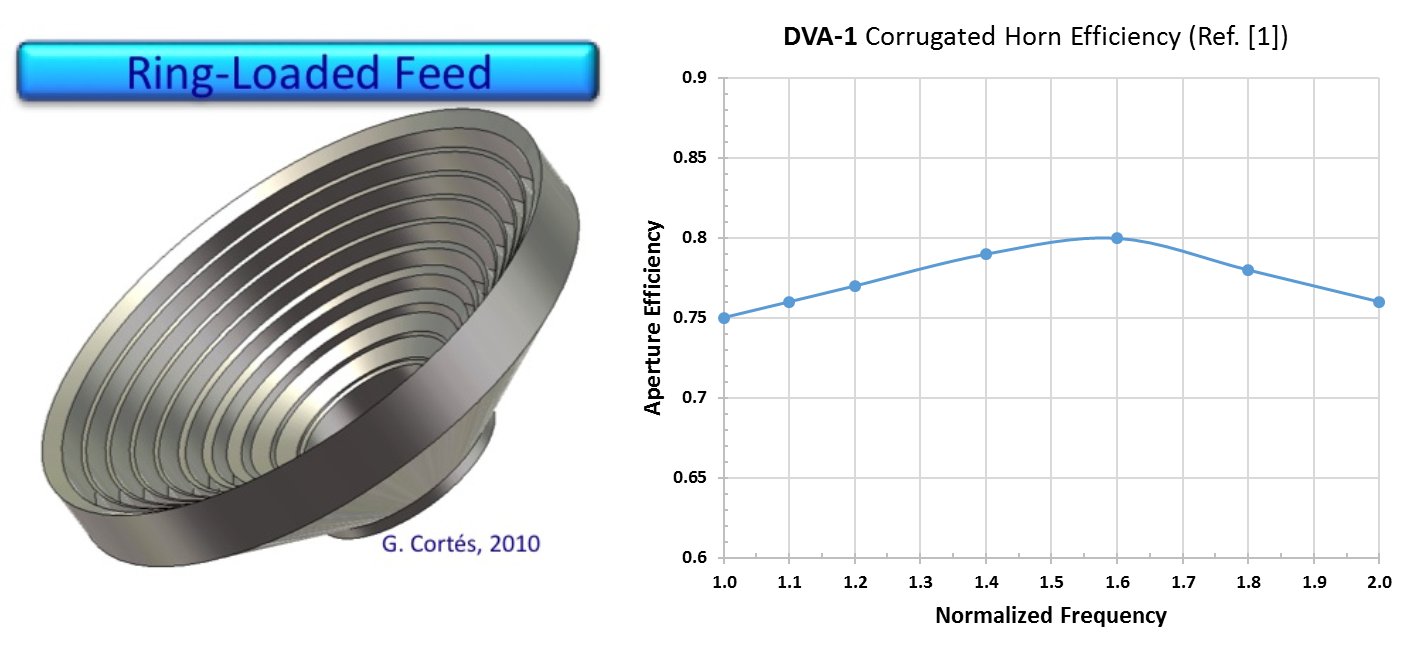 Ring-Loaded Feed
G. Cortés, 2010
DVA-1 Corrugated Horn Efficiency (Ref. [1])
0.9
0.85
0.8
0.75
0.7
0.65
0.6
Aperture Efficiency
1.0 1.1 1.2 1.3 1.4 1.5 1.6 1.7 1.8 1.9 2.0
Normalized Frequency